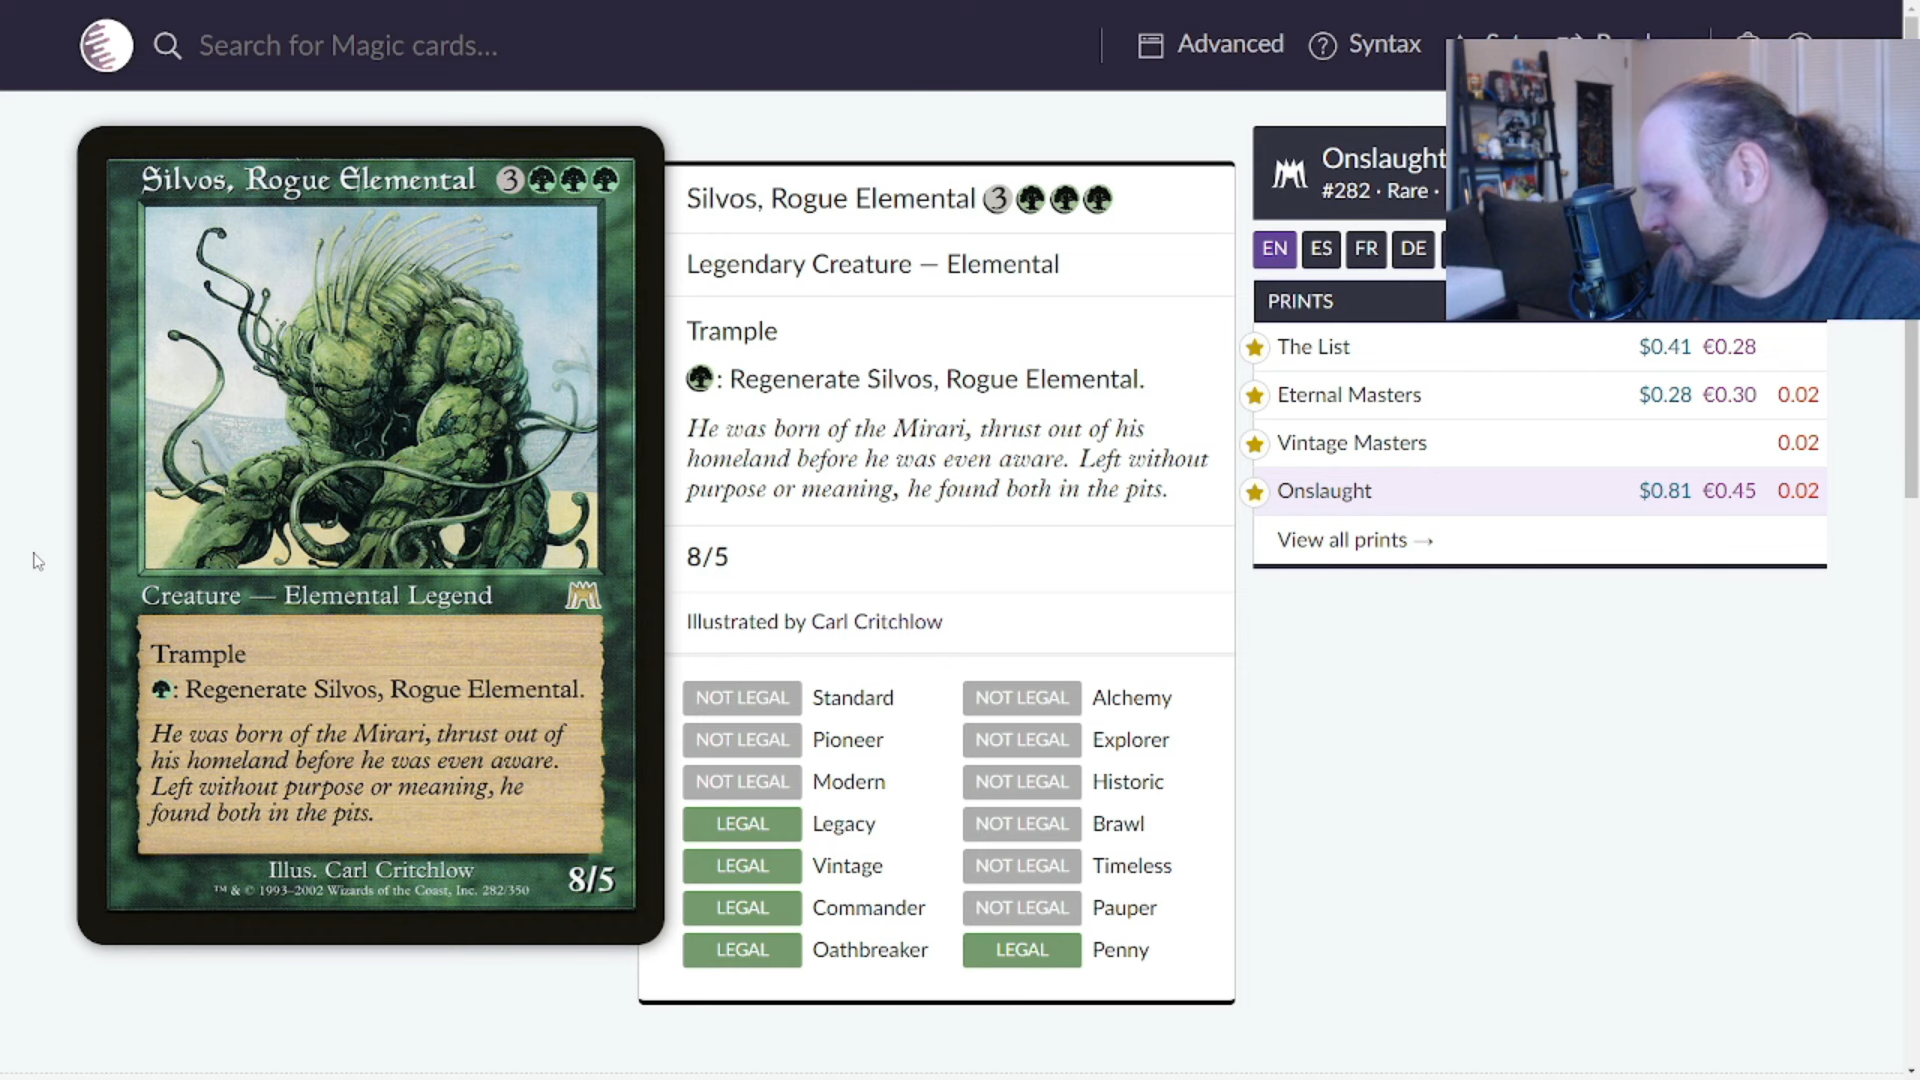 Search for Magic cards...
Advanced
Syntax
Silvos, Rogue Elemental 3
Creature — Elemental Legend
Trample
: Regenerate Silvos, Rogue Elemental.
He was born of the Mirari, thrust out of
his homeland before he was even aware.
Left without purpose or meaning, he
found both in the pits.
Illus. Carl Critchlow
™ & © 1993–2002 Wizards of the Coast, Inc. 282/350
8/5
Silvos, Rogue Elemental 3
Legendary Creature — Elemental
Trample
: Regenerate Silvos, Rogue Elemental.
He was born of the Mirari, thrust out of his
homeland before he was even aware. Left without
purpose or meaning, he found both in the pits.
8/5
Illustrated by Carl Critchlow
NOT LEGAL Standard NOT LEGAL Alchemy
NOT LEGAL Pioneer NOT LEGAL Explorer
NOT LEGAL Modern NOT LEGAL Historic
LEGAL Legacy NOT LEGAL Brawl
LEGAL Vintage NOT LEGAL Timeless
LEGAL Commander NOT LEGAL Pauper
LEGAL Oathbreaker LEGAL Penny
Onslaught
#282 · Rare ·
EN ES FR DE
PRINTS
The List $0.41 €0.28
Eternal Masters $0.28 €0.30 0.02
Vintage Masters 0.02
Onslaught $0.81 €0.45 0.02
View all prints →